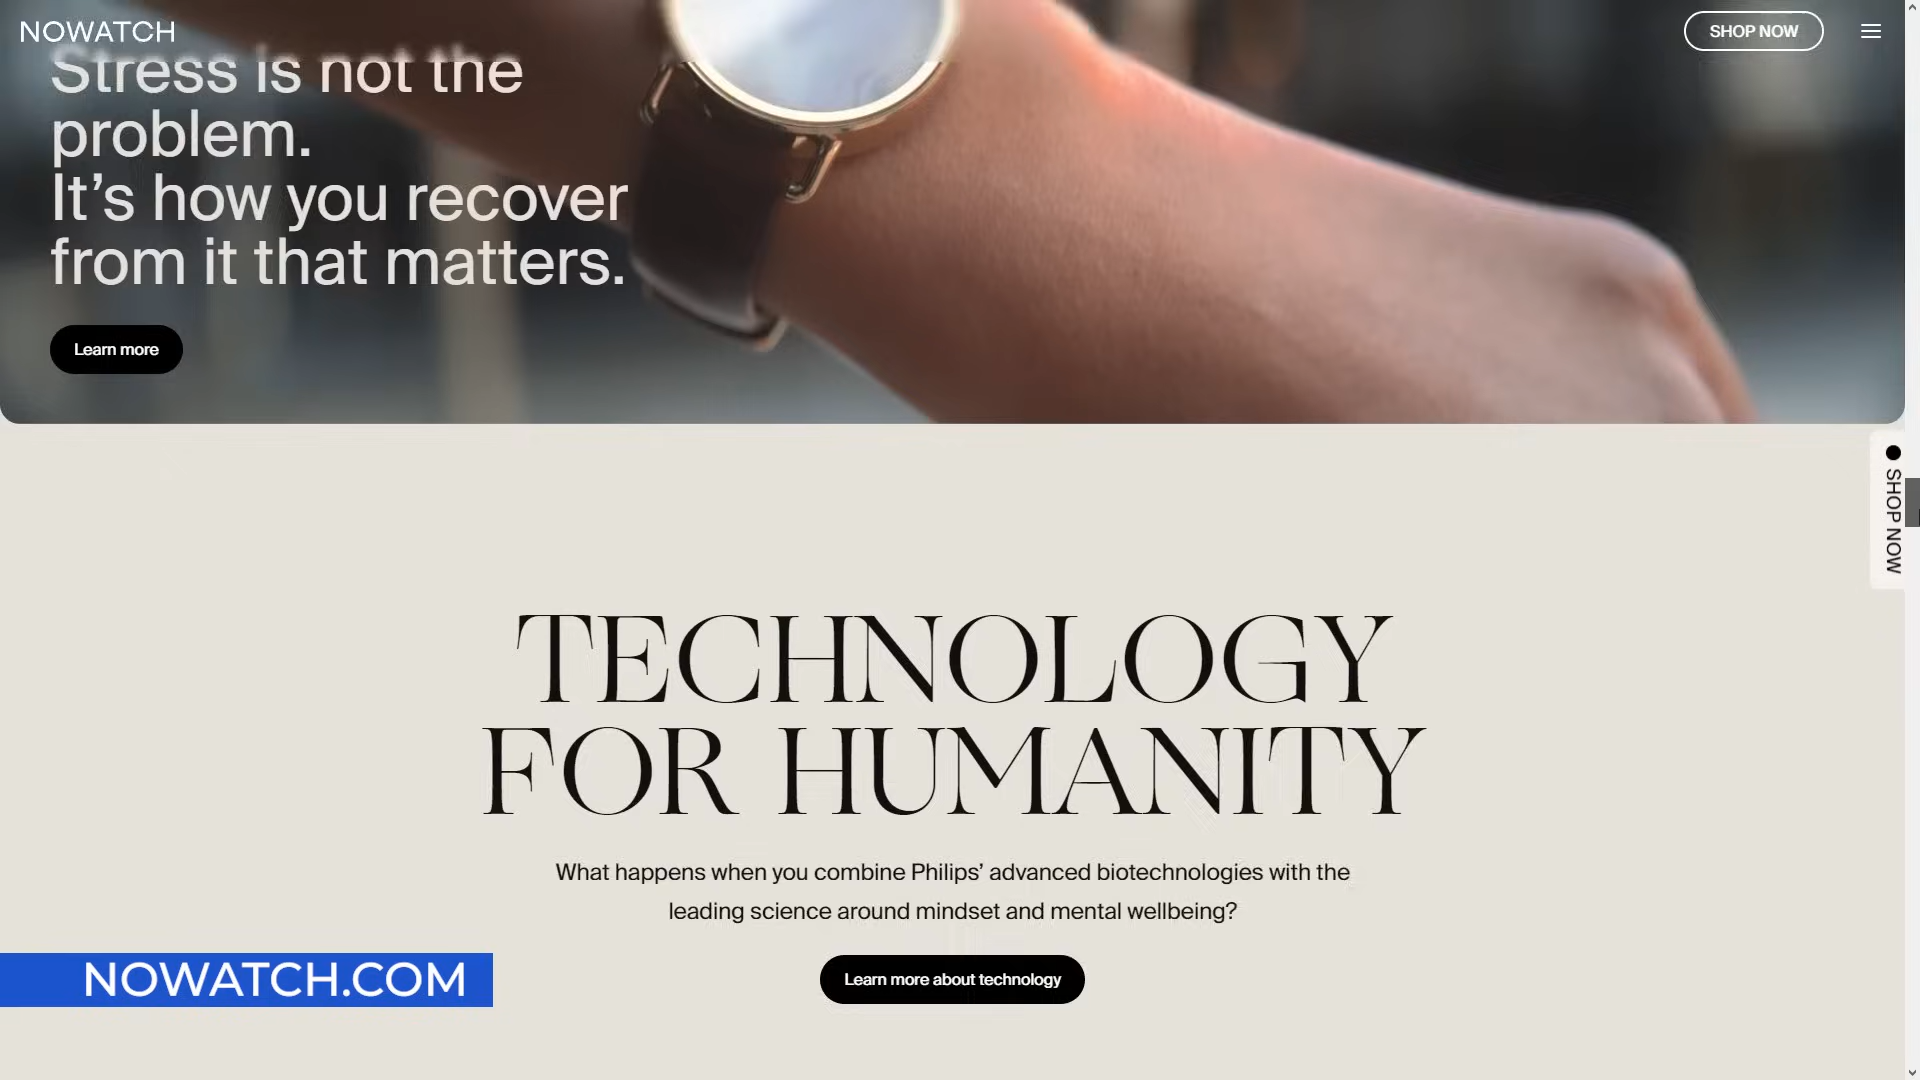 NOWATCH
SHOP NOW
Stress is not the
problem.
It's how you recover
from it that matters.
Learn more
SHOP NOW
TECHNOLOGY
FOR HUMANITY
What happens when you combine Philips' advanced biotechnologies with the
leading science around mindset and mental wellbeing?
Learn more about technology
NOWATCH.COM